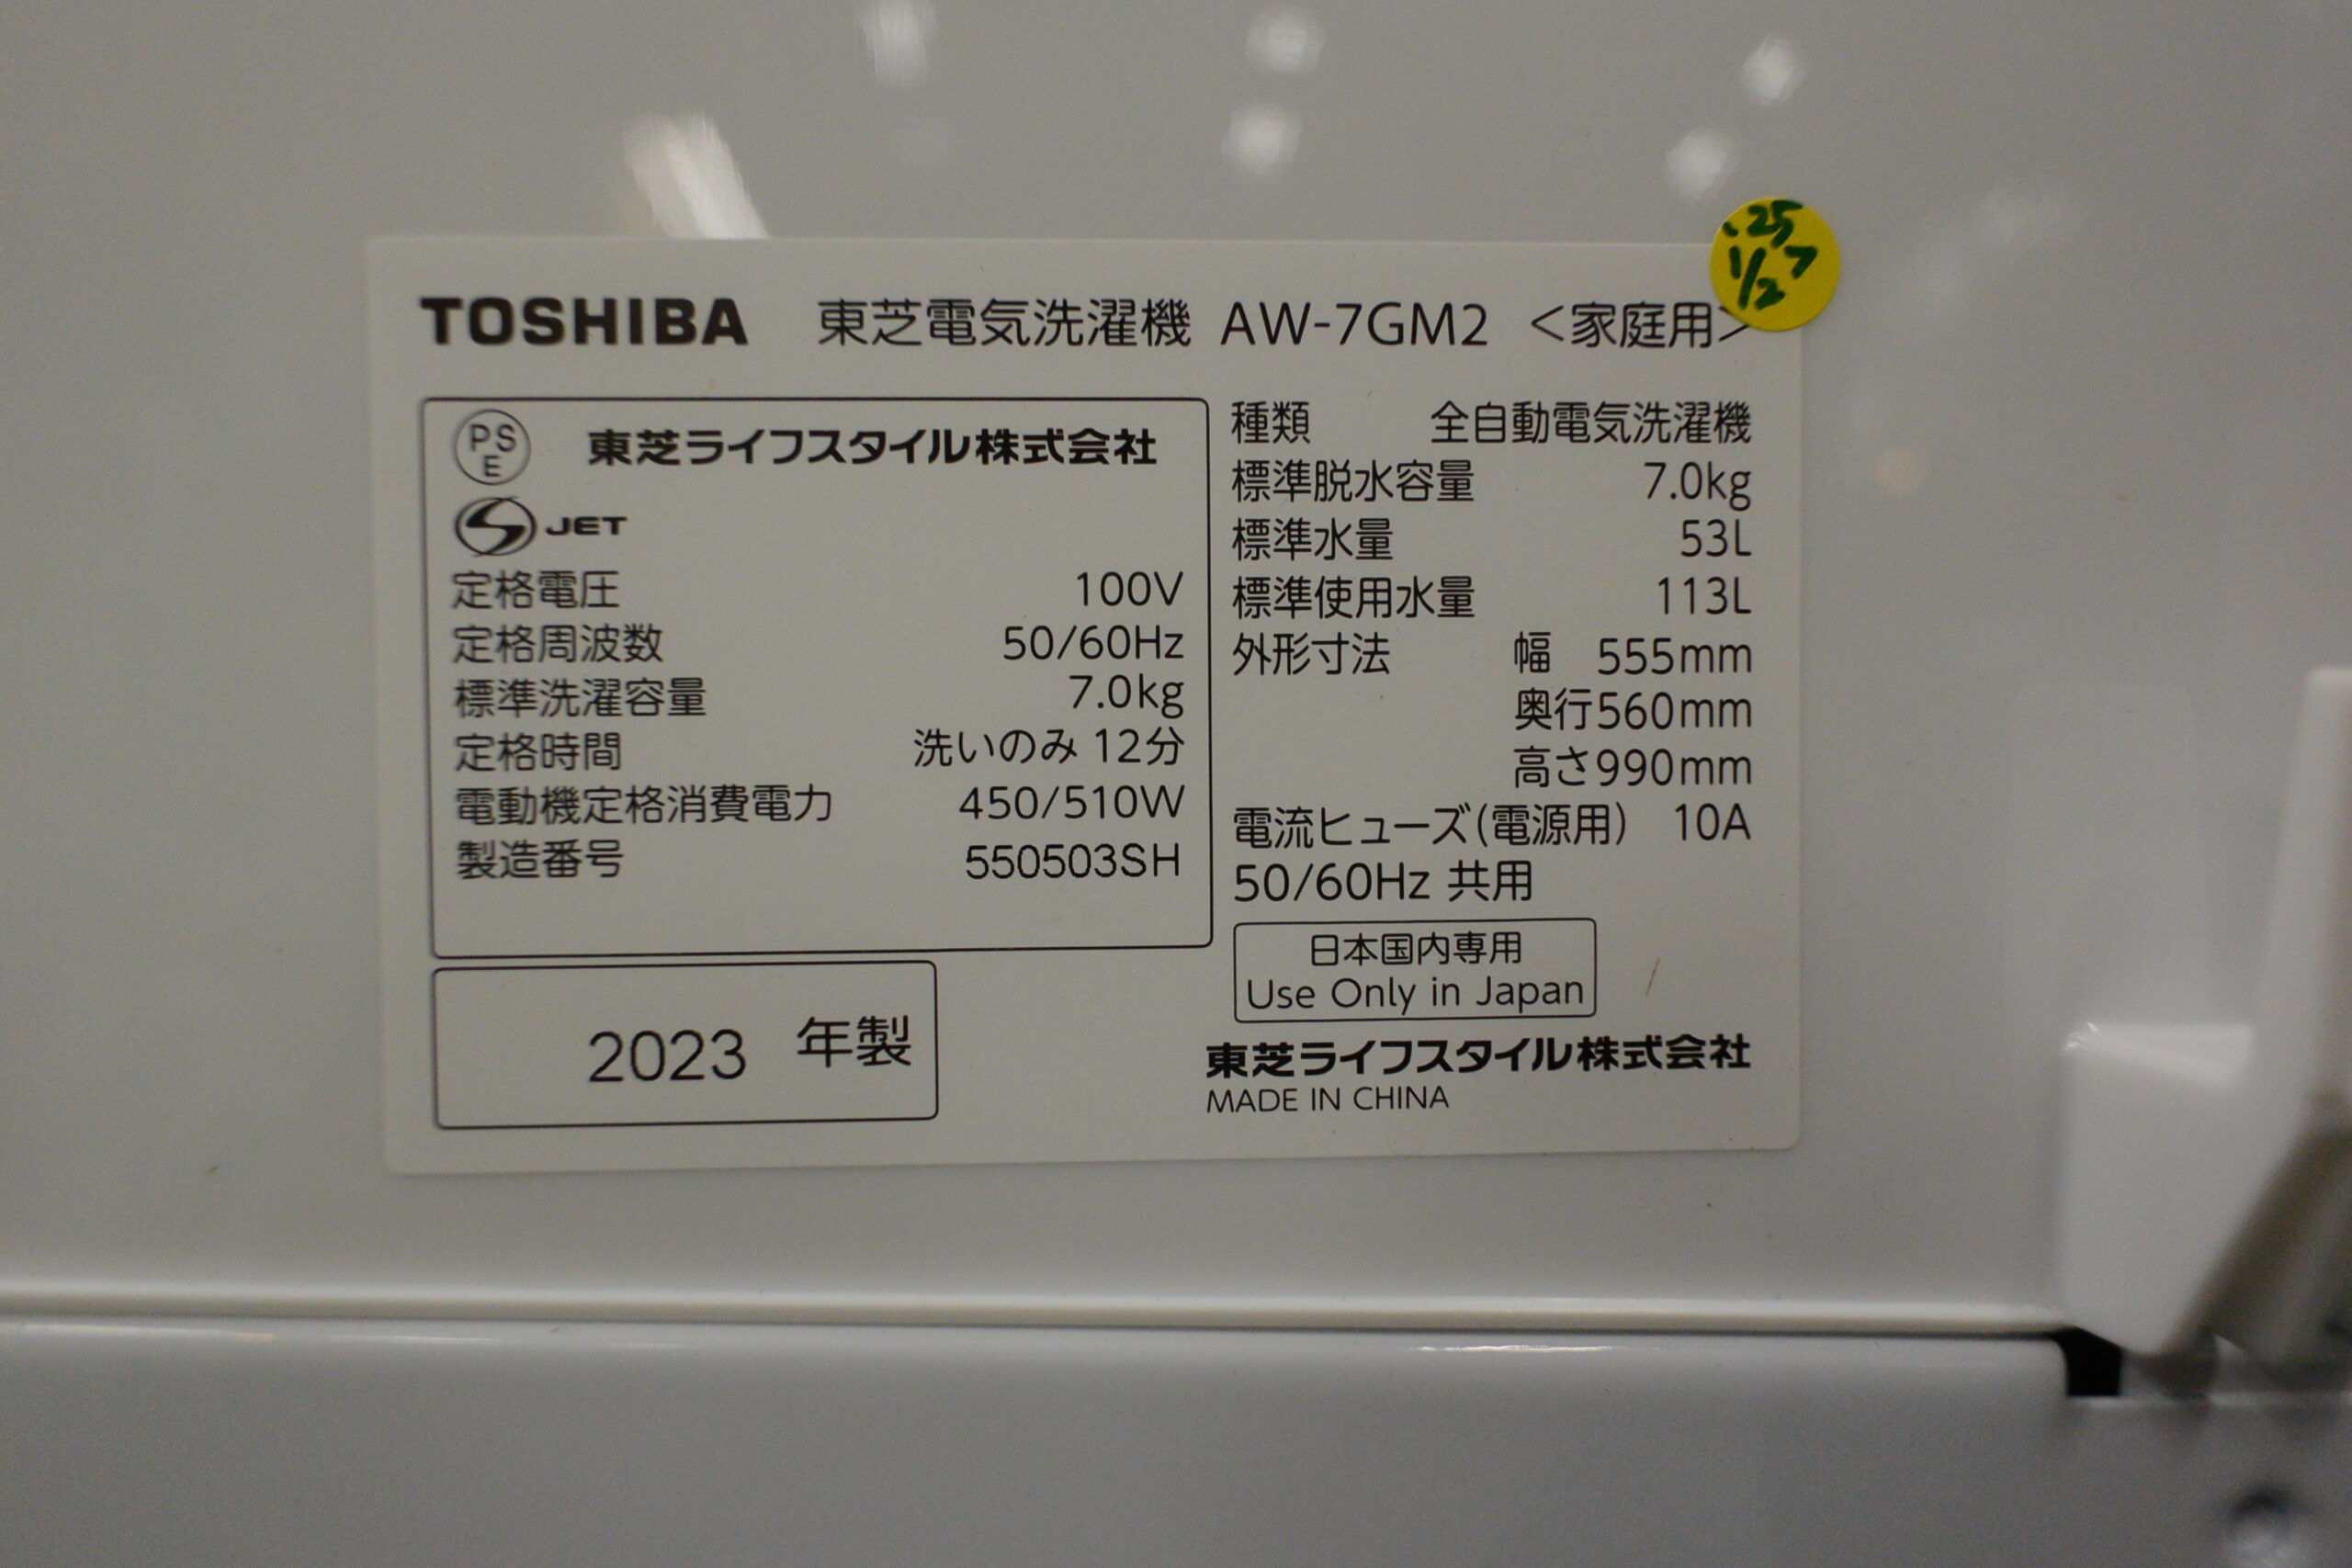 TOSHIBA 東芝電気洗濯機 AW-7GM2 <家庭用>
.25
PS
E
東芝ライフスタイル株式会社
S JET
定格電圧 100V
定格周波数 50/60Hz
標準洗濯容量 7.0kg
定格時間 洗いのみ 12分
電動機定格消費電力 450/510W
製造番号 550503SH
2023 年製
種類 全自動電気洗濯機
標準脱水容量 7.0kg
標準水量 53L
標準使用水量 113L
外形寸法 幅 555mm
奥行560mm
高さ990mm
電流ヒューズ(電源用) 10A
50/60Hz 共用
日本国内専用
Use Only in Japan
東芝ライフスタイル株式会社
MADE IN CHINA